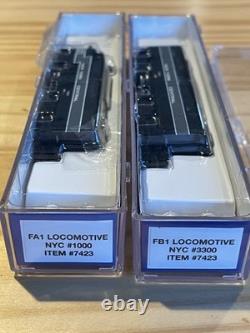 FA1 LOCOMOTIVE
NYC #1000
ITEM #7423
FB1 LOCOMOTIVE
NYC #3300
ITEM #7423